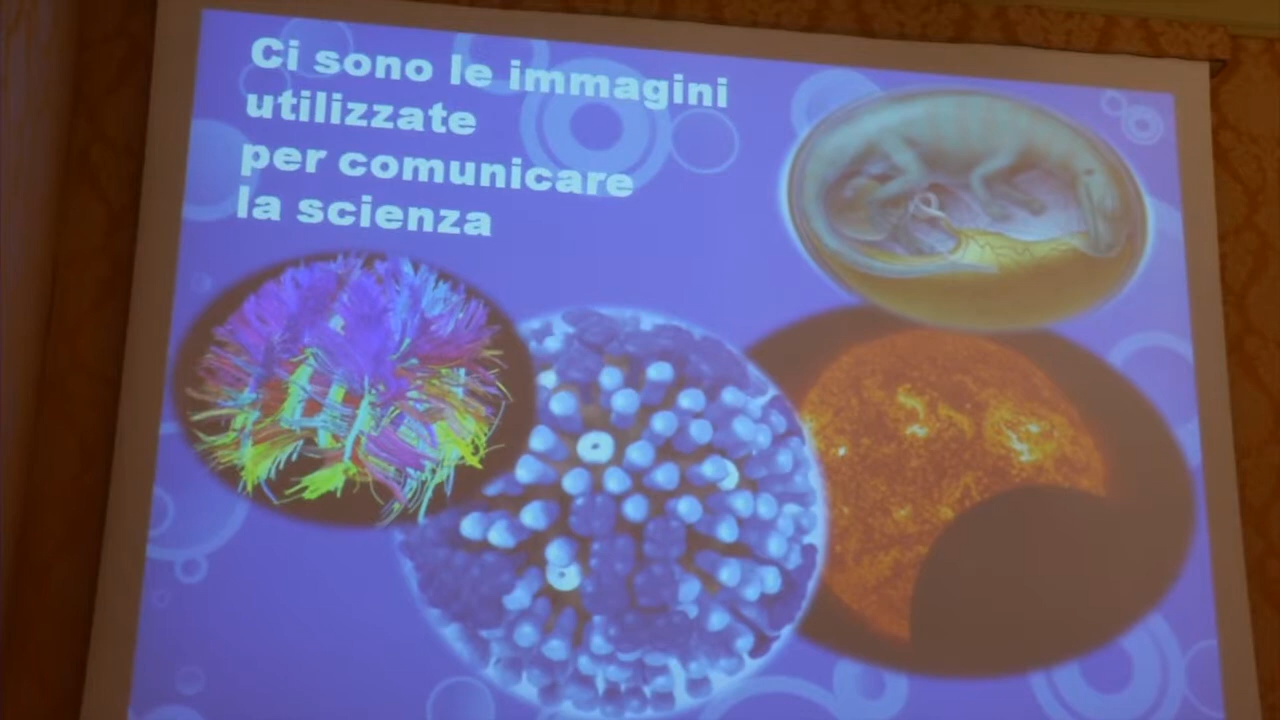 Ci sono le immagini
utilizzate
per comunicare
la scienza